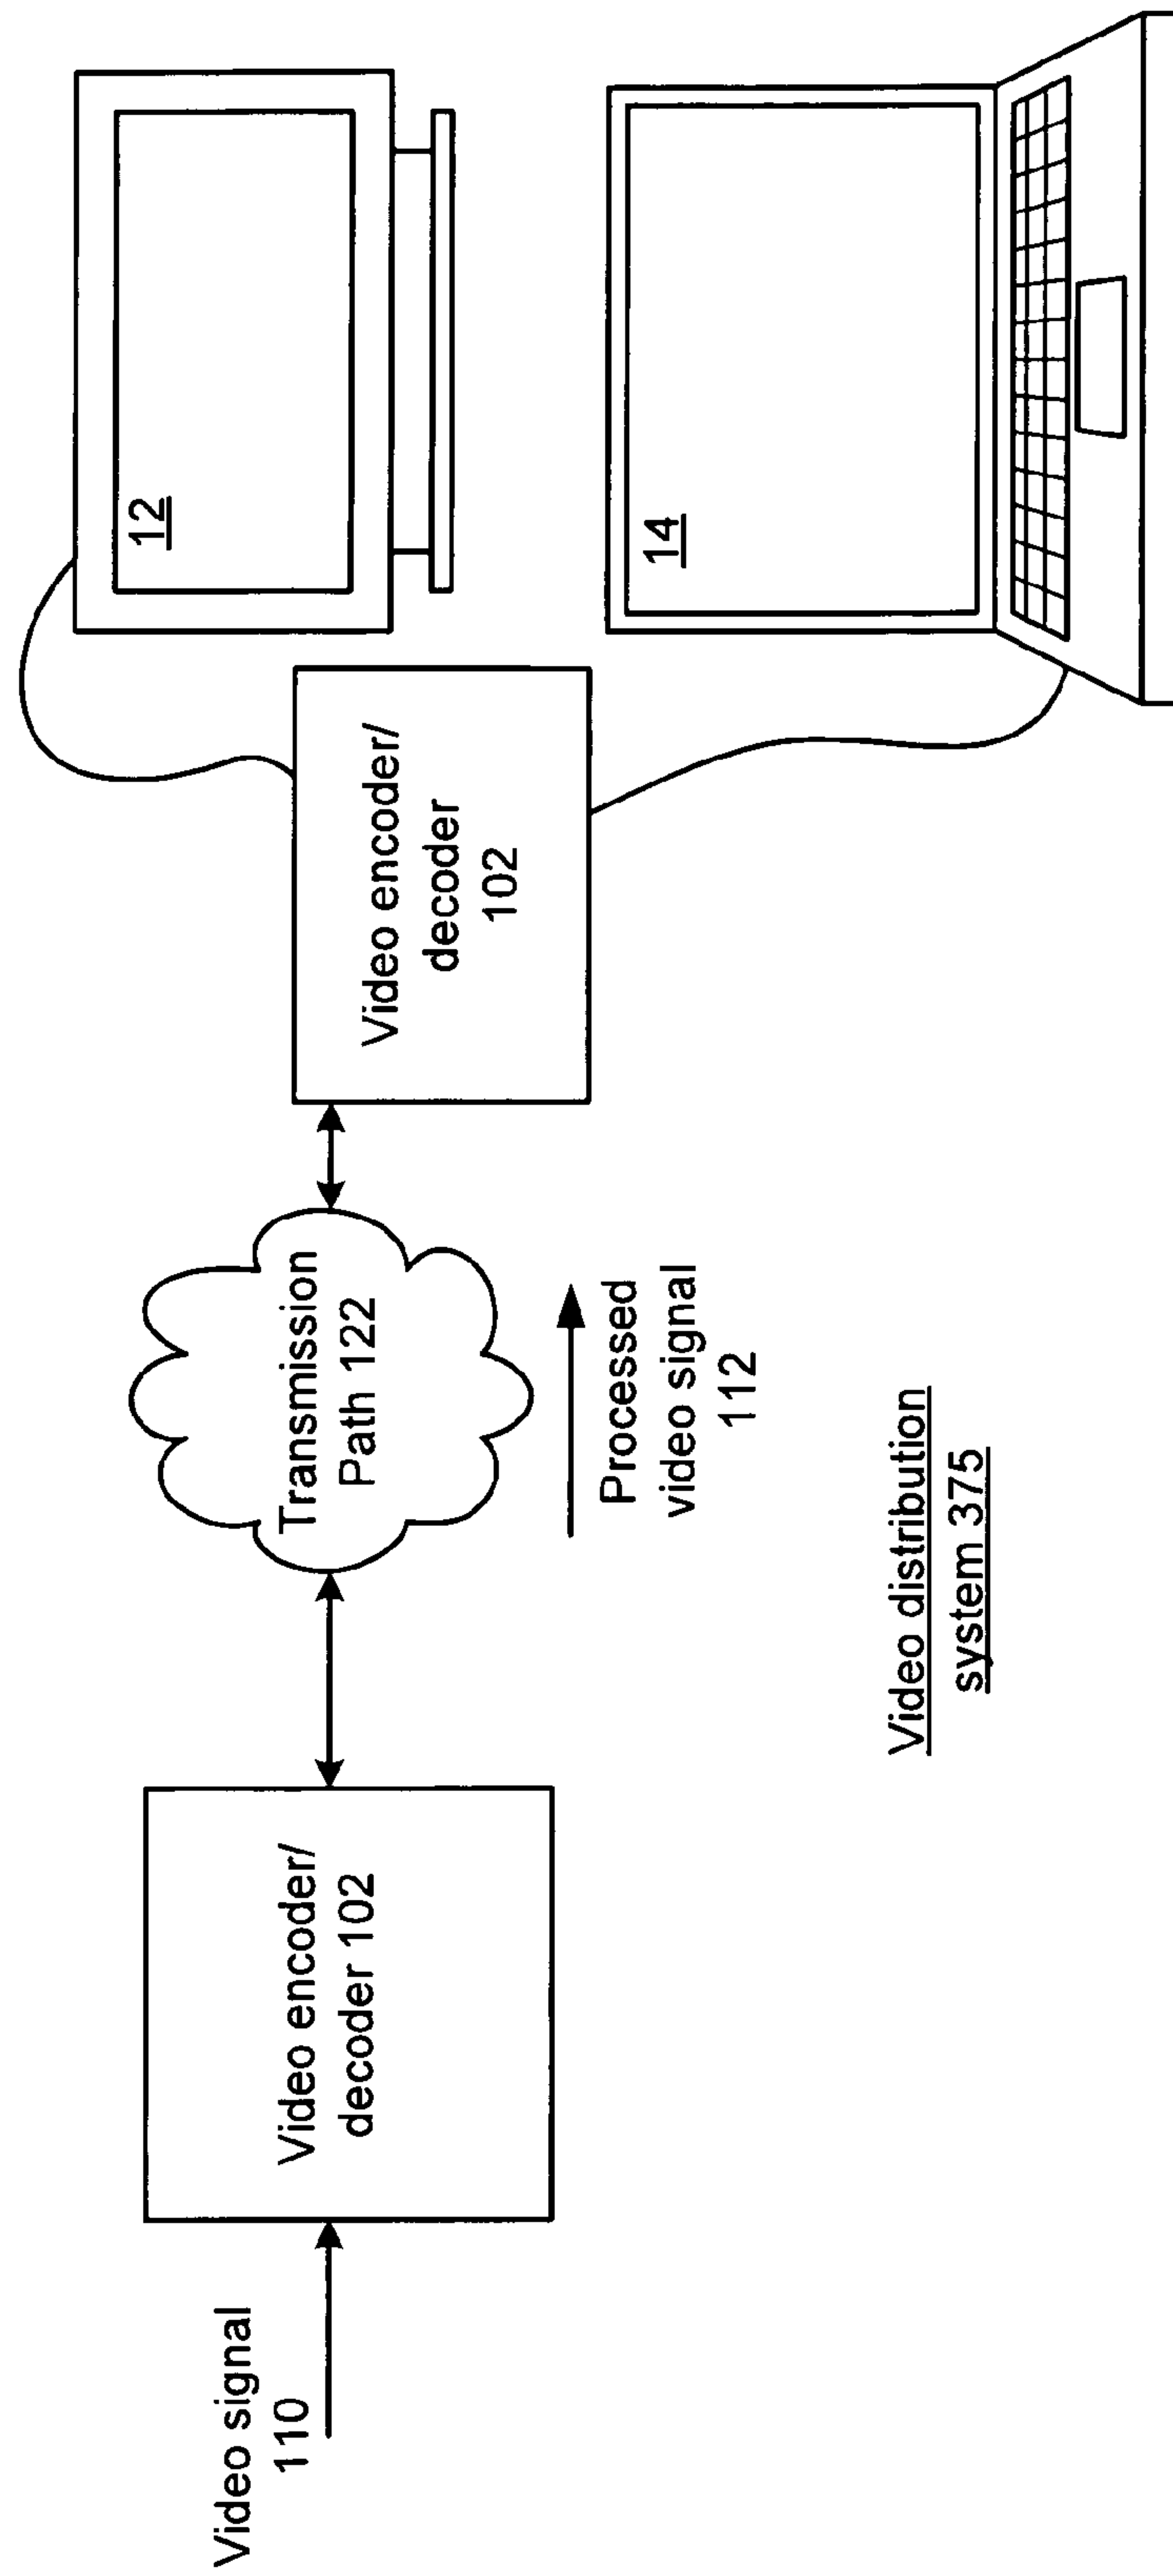 Video signal
110
Video encoder/
decoder 102
Transmission
Path 122
Processed
video signal
112
Video encoder/
decoder
102
12
14
Video distribution
system 375